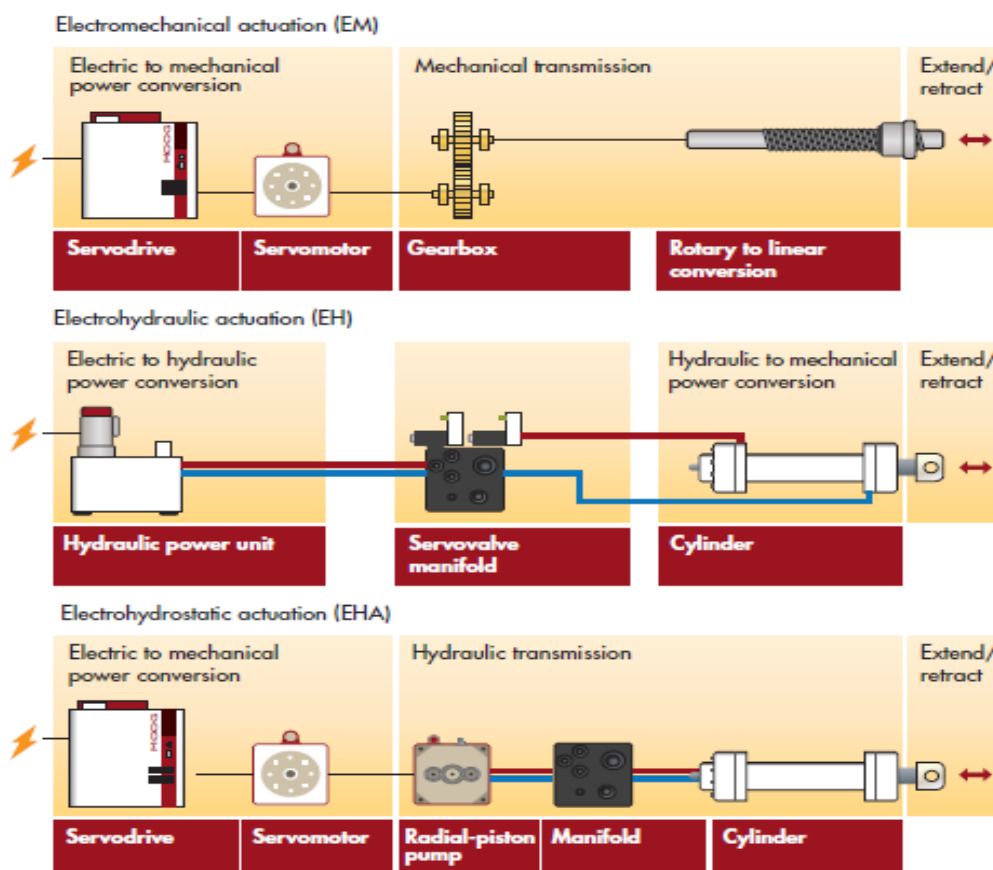 Electromechanical actuation (EM)
Electric to mechanical
power conversion
Mechanical transmission
Extend/
retract
MOOG
Servodrive
Servomotor
Gearbox
Rotary to linear
conversion
Electrohydraulic actuation (EH)
Electric to hydraulic
power conversion
Hydraulic to mechanical
power conversion
Extend/
retract
Hydraulic power unit
Servovalve
manifold
Cylinder
Electrohydrostatic actuation (EHA)
Electric to mechanical
power conversion
Hydraulic transmission
Extend/
retract
MOOG
Servodrive
Servomotor
Radial-piston
pump
Manifold
Cylinder